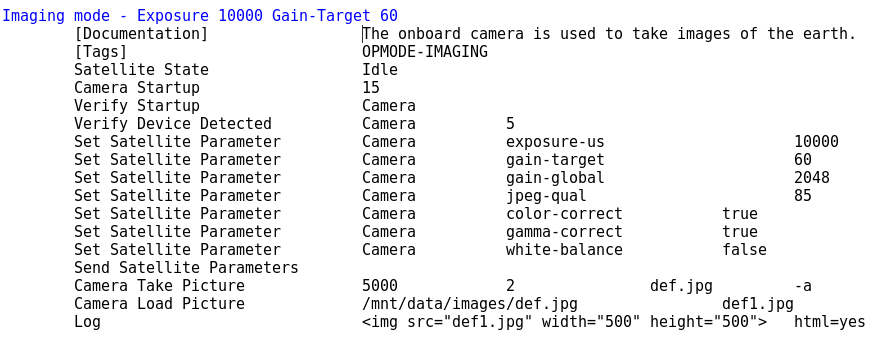 Imaging mode - Exposure 10000 Gain-Target 60
[Documentation] The onboard camera is used to take images of the earth.
[Tags] OPMODE-IMAGING
Satellite State Idle
Camera Startup 15
Verify Startup Camera
Verify Device Detected Camera 5
Set Satellite Parameter Camera exposure-us 10000
Set Satellite Parameter Camera gain-target 60
Set Satellite Parameter Camera gain-global 2048
Set Satellite Parameter Camera jpeg-qual 85
Set Satellite Parameter Camera color-correct true
Set Satellite Parameter Camera gamma-correct true
Set Satellite Parameter Camera white-balance false
Send Satellite Parameters
Camera Take Picture 5000 2 def.jpg -a
Camera Load Picture /mnt/data/images/def.jpg def1.jpg
Log <img src="def1.jpg" width="500" height="500"> html=yes